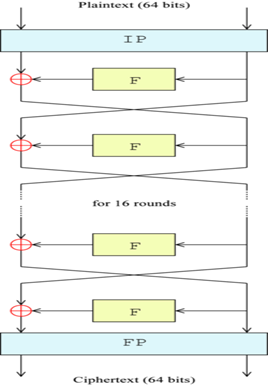 Plaintext (64 bits)
IP
F
F
for 16 rounds
F
F
FP
Ciphertext (64 bits)